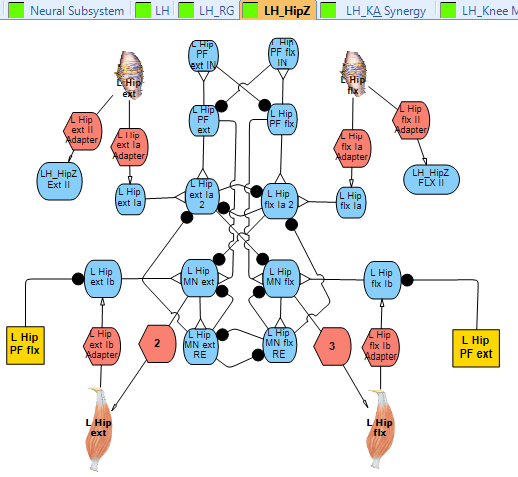 Neural Subsystem
LH
LH_RG
LH_HipZ
LH_KA Synergy
LH_Knee M
L Hip
PF
ext IN
L Hip
PF flx
IN
L Hip
ext
L Hip
flx
L Hip
ext II
Adapter
L Hip
ext Ia
Adapter
L Hip
PF
ext
L Hip
PF flx
L Hip
flx Ia
Adapter
L Hip
flx II
Adapter
LH_HipZ
Ext II
L Hip
ext Ia
L Hip
ext Ia
2
L Hip
flx Ia 2
L Hip
flx Ia
LH_HipZ
FLX II
L Hip
ext Ib
L Hip
MN ext
L Hip
MN flx
L Hip
flx Ib
L Hip
PF flx
L Hip
ext Ib
Adapter
2
L Hip
MN ext
RE
L Hip
MN flx
RE
3
L Hip
flx Ib
Adapter
L Hip
PF ext
L Hip
ext
L Hip
flx